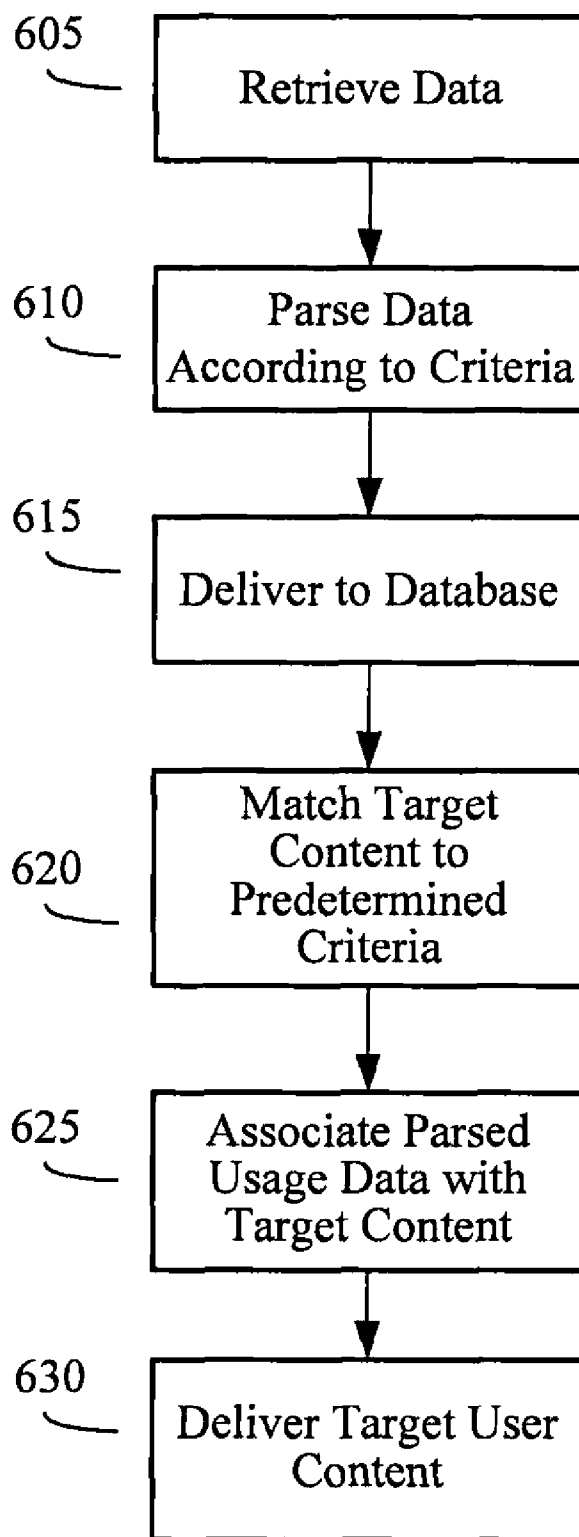 605
Retrieve Data
610
Parse Data
According to Criteria
615
Deliver to Database
620
Match Target
Content to
Predetermined
Criteria
625
Associate Parsed
Usage Data with
Target Content
630
Deliver Target User
Content